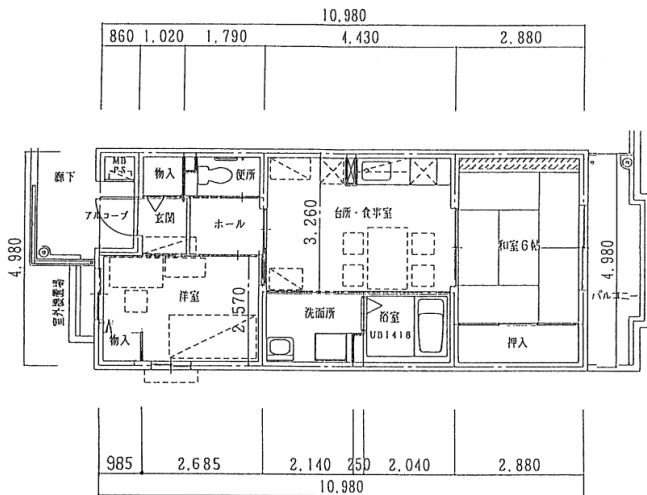 10.980
860 1.020 1.790 4.430 2.880
MB
PS
物入
便所
廊下
アルコーブ
玄関
ホール
台所・食事室
3.260
和室6帖
4.980
4.980
バルコニー
洋室
2.570
洗面所
浴室
UB1418
室外機置場
物入
押入
985 2.685 2.140 250 2.040 2.880
10.980